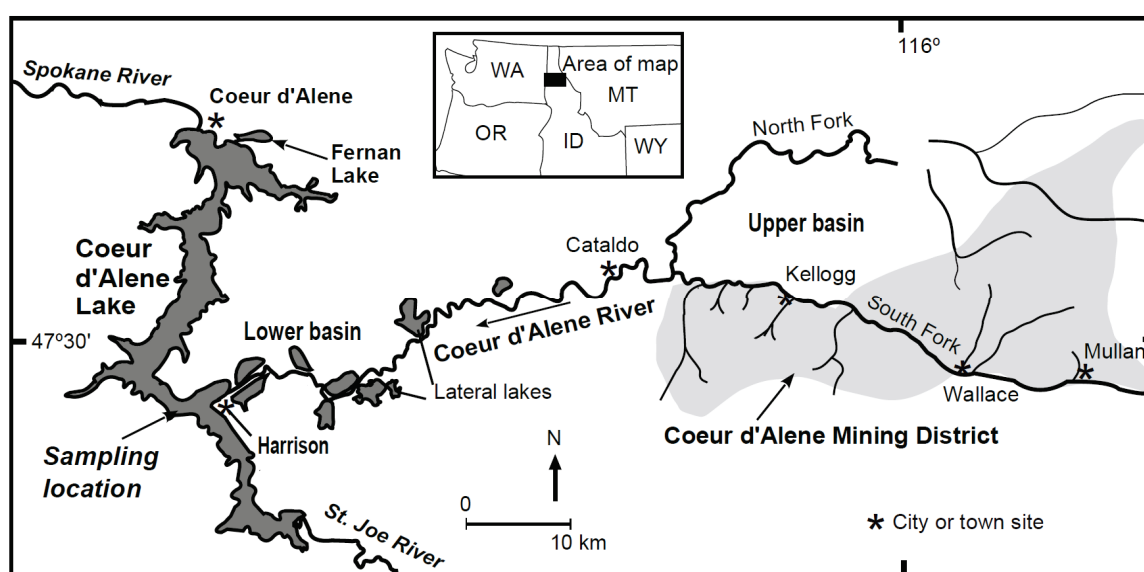 116º
Spokane River
Coeur d'Alene
Fernan
Lake
WA
Area of map
MT
OR
ID
WY
North Fork
Upper basin
Coeur
d'Alene
Lake
Cataldo
Kellogg
Coeur d'Alene River
South Fork
47º30'
Lower basin
Mullan
Lateral lakes
Wallace
Harrison
Coeur d'Alene Mining District
Sampling
location
N
0
10 km
St. Joe River
* City or town site